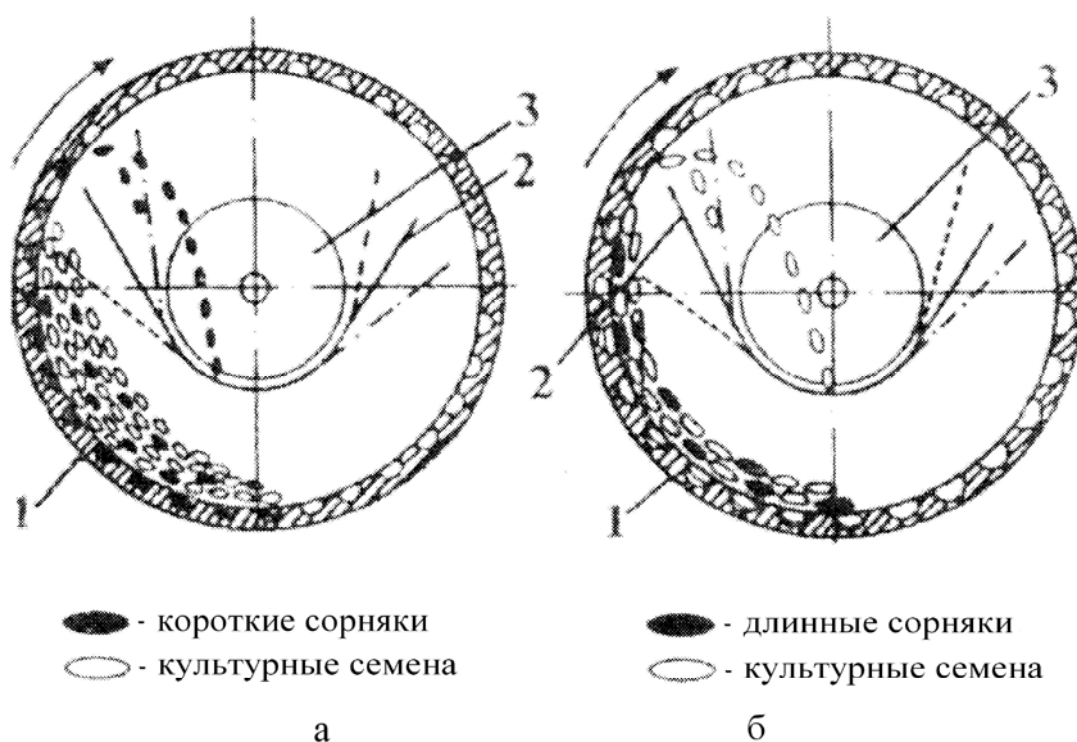 3
2
1
3
2
1
- короткие сорняки
- культурные семена
- длинные сорняки
- культурные семена
а
б